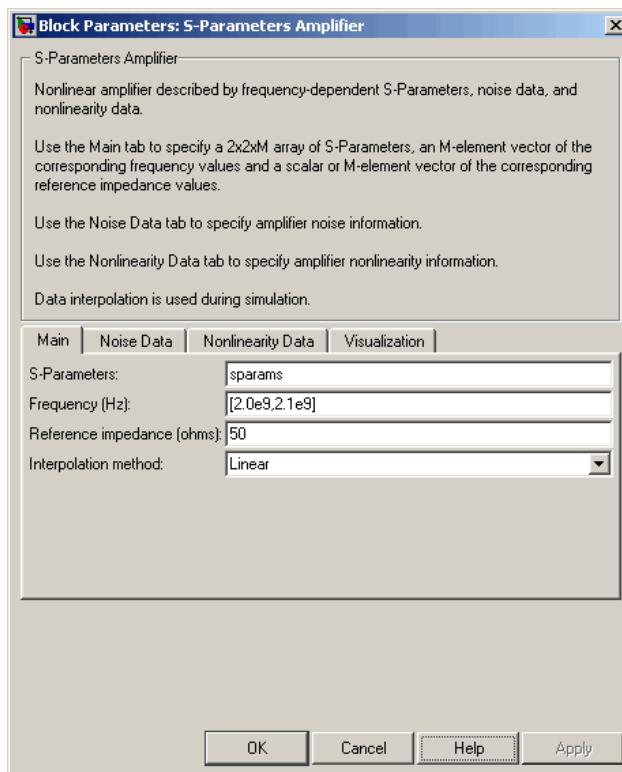 Block Parameters: S-Parameters Amplifier
S-Parameters Amplifier
Nonlinear amplifier described by frequency-dependent S-Parameters, noise data, and
nonlinearity data.
Use the Main tab to specify a 2x2xM array of S-Parameters, an M-element vector of the
corresponding frequency values and a scalar or M-element vector of the corresponding
reference impedance values.
Use the Noise Data tab to specify amplifier noise information.
Use the Nonlinearity Data tab to specify amplifier nonlinearity information.
Data interpolation is used during simulation.
Main Noise Data Nonlinearity Data Visualization
S-Parameters: sparams
Frequency (Hz): [2.0e9,2.1e9]
Reference impedance (ohms): 50
Interpolation method: Linear
OK Cancel Help Apply